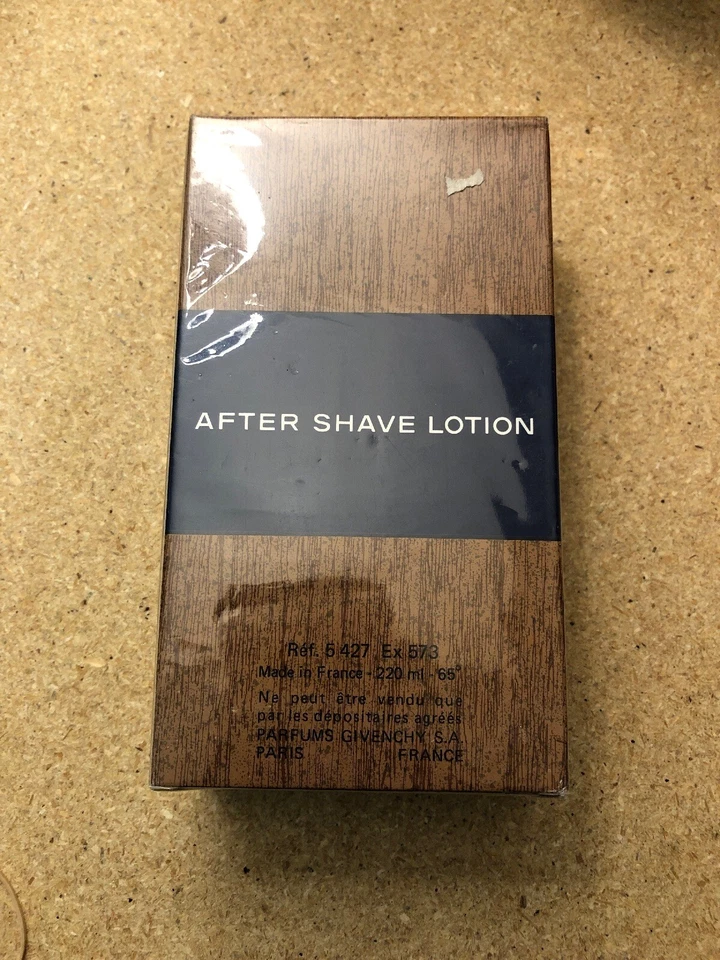 AFTER SHAVE LOTION
Réf. 5 427 Ex 573
Made in France - 220 ml - 65°
Ne peut être vendu que
par les dépositaires agréés
PARFUMS GIVENCHY S.A.
PARIS FRANCE